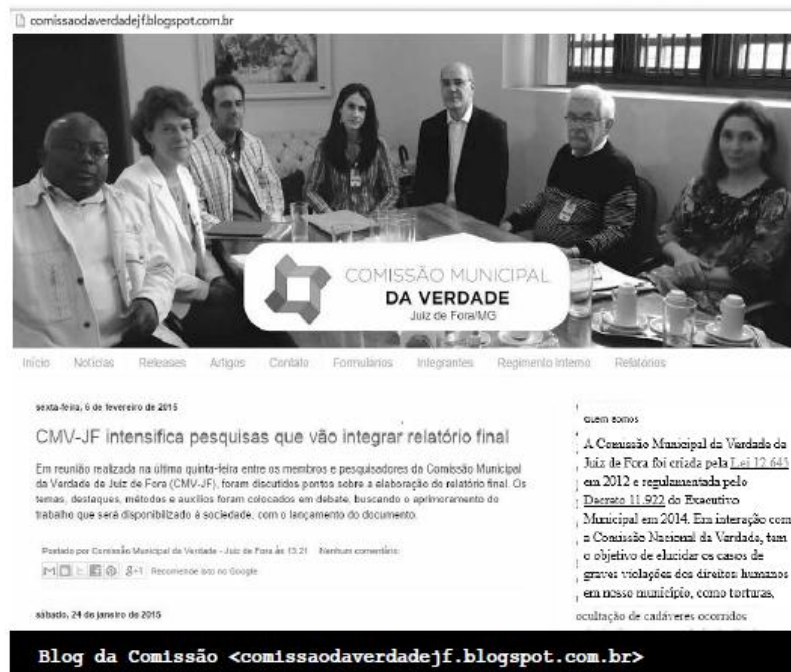 comissaodaverdadejf.blogspot.com.br
COMISSÃO MUNICIPAL
DA VERDADE
Juiz de Fora/MG
Início Notícias Releases Artigos Contato Formulários Integrantes Regimento Interno Relatórios
sexta-feira, 6 de fevereiro de 2015
CMV-JF intensifica pesquisas que vão integrar relatório final
Em reunião realizada na última quinta-feira entre os membros e pesquisadores da Comissão Municipal
da Verdade de Juiz de Fora (CMV-JF), foram discutidos pontos sobre a elaboração do relatório final. Os
temas, destaques, métodos e auxílios foram colocados em debate, buscando o aprimoramento do
trabalho que será disponibilizado à sociedade, com o lançamento do documento.
Postado por Comissão Municipal da Verdade - Juiz de Fora às 13:21 Nenhum comentário:
Recomende isto no Google
sábado, 24 de janeiro de 2015
quem somos
A Comissão Municipal da Verdade de
Juiz de Fora foi criada pela Lei 12.643
em 2012 e regulamentada pelo
Decreto 11.922 do Executivo
Municipal em 2014. Em interação com
a Comissão Nacional da Verdade, tem
o objetivo de elucidar os casos de
graves violações dos direitos humanos
em nosso município, como torturas,
ocultação de cadáveres ocorridos
Blog da Comissão <comissaodaverdadejf.blogspot.com.br>